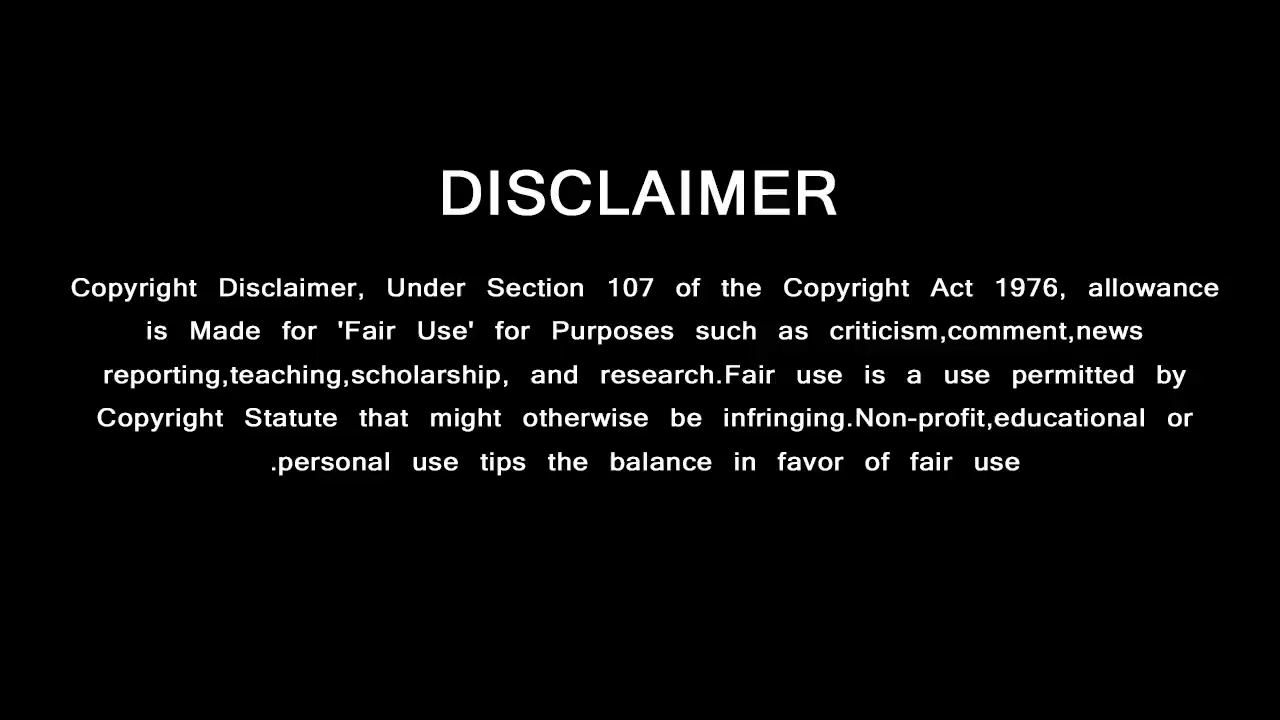 DISCLAIMER
Copyright Disclaimer, Under Section 107 of the Copyright Act 1976, allowance
is Made for 'Fair Use' for Purposes such as criticism,comment,news
reporting,teaching,scholarship, and research.Fair use is a use permitted by
Copyright Statute that might otherwise be infringing.Non-profit,educational or
.personal use tips the balance in favor of fair use